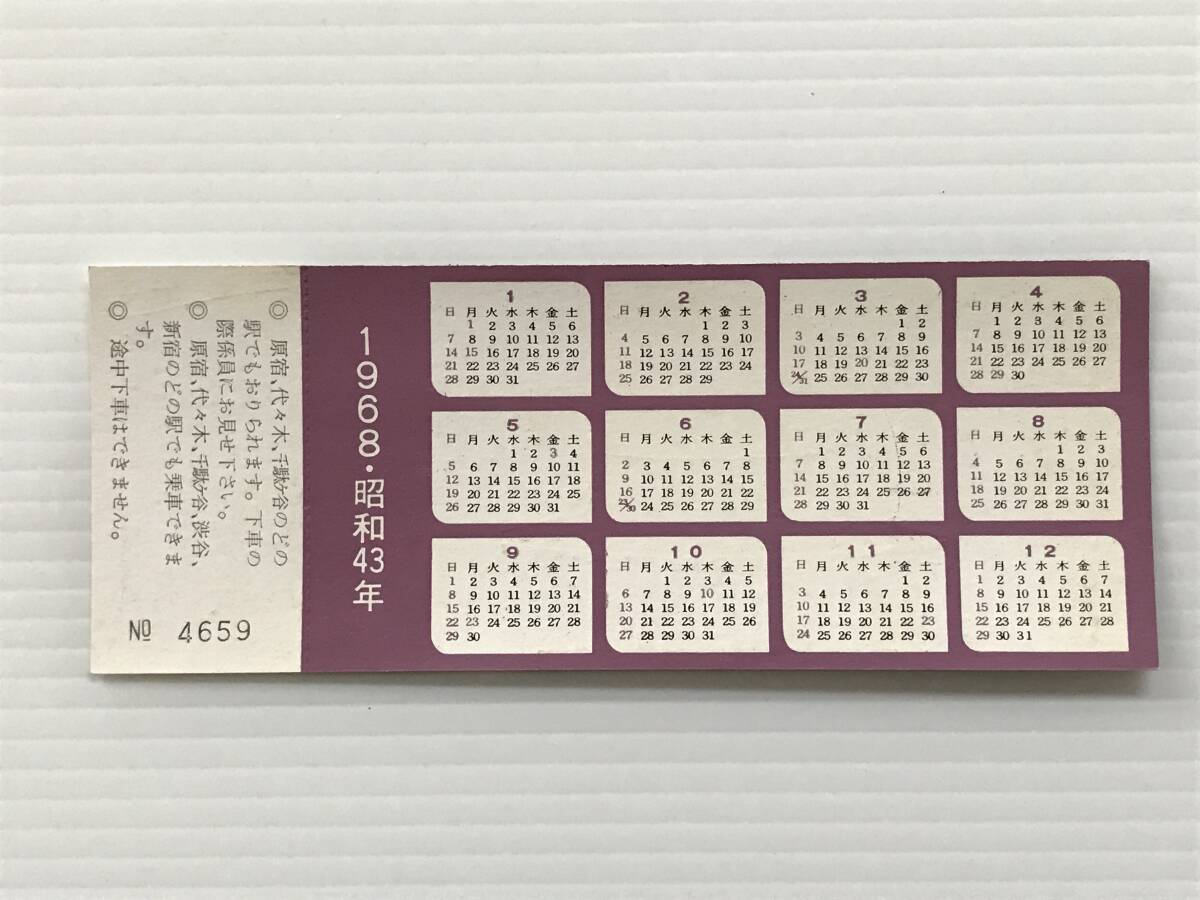 ◎ 原宿、代々木、千駄ケ谷のどの
駅でもおりられます。下車の
際係員にお見せ下さい。
◎ 原宿、代々木、千駄ケ谷、渋谷、
新宿のどの駅でも乗車できま
す。
◎ 途中下車はできません。
№ 4659
1968・昭和43年
1
日 月 火 水 木 金 土
1 2 3 4 5 6
7 8 9 10 11 12 13
14 15 16 17 18 19 20
21 22 23 24 25 26 27
28 29 30 31
2
日 月 火 水 木 金 土
1 2 3
4 5 6 7 8 9 10
11 12 13 14 15 16 17
18 19 20 21 22 23 24
25 26 27 28 29
3
日 月 火 水 木 金 土
1 2
3 4 5 6 7 8 9
10 11 12 13 14 15 16
17 18 19 20 21 22 23
24/31 25 26 27 28 29 30
4
日 月 火 水 木 金 土
1 2 3 4 5 6
7 8 9 10 11 12 13
14 15 16 17 18 19 20
21 22 23 24 25 26 27
28 29 30
5
日 月 火 水 木 金 土
1 2 3 4
5 6 7 8 9 10 11
12 13 14 15 16 17 18
19 20 21 22 23 24 25
26 27 28 29 30 31
6
日 月 火 水 木 金 土
1
2 3 4 5 6 7 8
9 10 11 12 13 14 15
16 17 18 19 20 21 22
23/30 24 25 26 27 28 29
7
日 月 火 水 木 金 土
1 2 3 4 5 6
7 8 9 10 11 12 13
14 15 16 17 18 19 20
21 22 23 24 25 26 27
28 29 30 31
8
日 月 火 水 木 金 土
1 2 3
4 5 6 7 8 9 10
11 12 13 14 15 16 17
18 19 20 21 22 23 24
25 26 27 28 29 30 31
9
日 月 火 水 木 金 土
1 2 3 4 5 6 7
8 9 10 11 12 13 14
15 16 17 18 19 20 21
22 23 24 25 26 27 28
29 30
10
日 月 火 水 木 金 土
1 2 3 4 5
6 7 8 9 10 11 12
13 14 15 16 17 18 19
20 21 22 23 24 25 26
27 28 29 30 31
11
日 月 火 水 木 金 土
1 2
3 4 5 6 7 8 9
10 11 12 13 14 15 16
17 18 19 20 21 22 23
24 25 26 27 28 29 30
12
日 月 火 水 木 金 土
1 2 3 4 5 6 7
8 9 10 11 12 13 14
15 16 17 18 19 20 21
22 23 24 25 26 27 28
29 30 31